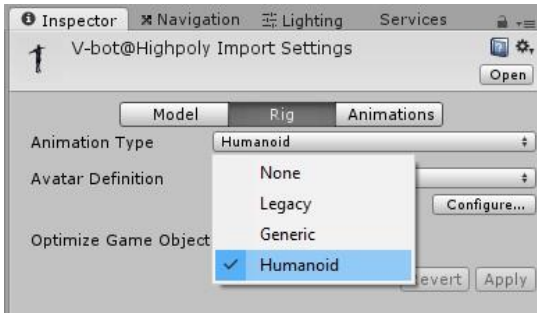 Inspector Navigation Lighting Services
V-bot@Highpoly Import Settings
Open
Model Rig Animations
Animation Type Humanoid
None
Avatar Definition
Legacy
Configure...
Generic
Optimize Game Object
Humanoid
Revert Apply